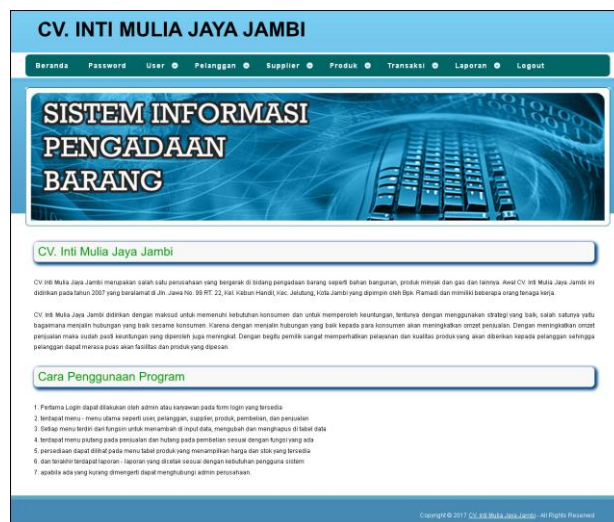 CV. INTI MULIA JAYA JAMBI
Beranda Password User Pelanggan Supplier Produk Transaksi Laporan Logout
SISTEM INFORMASI
PENGADAAN
BARANG
CV. Inti Mulia Jaya Jambi
CV. Inti Mulia Jaya Jambi merupakan salah satu perusahaan yang bergerak di bidang pengadaan barang seperti bahan bangunan, produk minyak dan gas dan lainnya. Awal CV. Inti Mulia Jaya Jambi ini
didirikan pada tahun 2007 yang beralamat di Jln. Jawa No. 99 RT. 22, Kel. Kebun Handil, Kec. Jelutung, Kota Jambi yang dipimpin oleh Bpk. Ramadi dan mimiliki beberapa orang tenaga kerja.
CV. Inti Mulia Jaya Jambi didirikan dengan maksud untuk memenuhi kebutuhan konsumen dan untuk memperoleh keuntungan, tentunya dengan menggunakan strategi yang baik, salah satunya yaitu
bagaimana menjalin hubungan yang baik sesama konsumen. Karena dengan menjalin hubungan yang baik kepada para konsumen akan meningkatkan omzet penjualan. Dengan meningkatkan omzet
penjualan maka sudah pasti keuntungan yang diperoleh juga meningkat. Dengan begitu pemilik sangat memperhatikan pelayanan dan kualitas produk yang akan diberikan kepada pelanggan sehingga
pelanggan dapat merasa puas akan fasilitas dan produk yang dipesan.
Cara Penggunaan Program
1. Pertama Login dapat dilakukan oleh admin atau karyawan pada form login yang tersedia
2. terdapat menu - menu utama seperti user, pelanggan, supplier, produk, pembelian, dan penjualan
3. Setiap menu terdiri dari fungsin untuk menambah di input data, mengubah dan menghapus di tabel data
4. terdapat menu piutang pada penjualan dan hutang pada pembelian sesuai dengan fungsi yang ada
5. persediaan dapat dilihat pada menu tabel produk yang menampilkan harga dan stok yang tersedia
6. dan terakhir terdapat laporan - laporan yang dicetak sesuai dengan kebutuhan pengguna sistem
7. apabila ada yang kurang dimengerti dapat menghubungi admin perusahaan.
Copyright © 2017 CV. Inti Mulia Jaya Jambi - All Rights Reserved